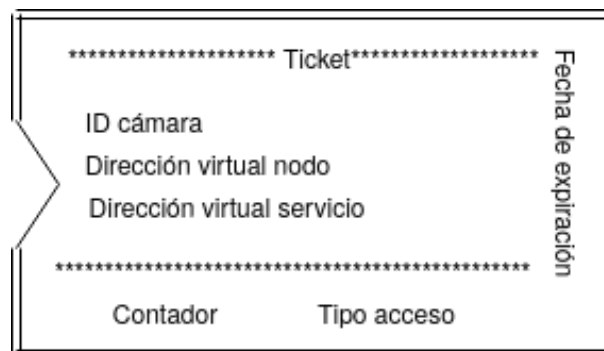 ********************* Ticket*******************
ID cámara
Dirección virtual nodo
Dirección virtual servicio
************************************************
Contador Tipo acceso
Fecha de expiración